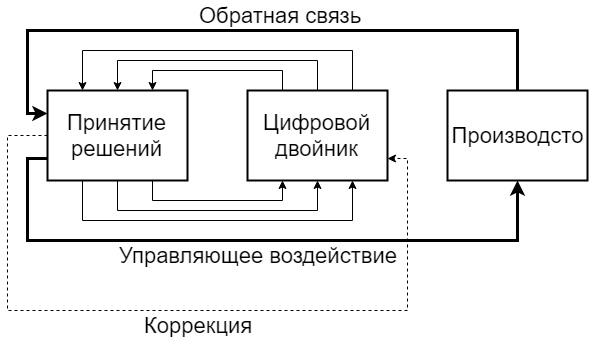 Обратная связь
Принятие
решений
Цифровой
двойник
Производсто
Управляющее воздействие
Коррекция